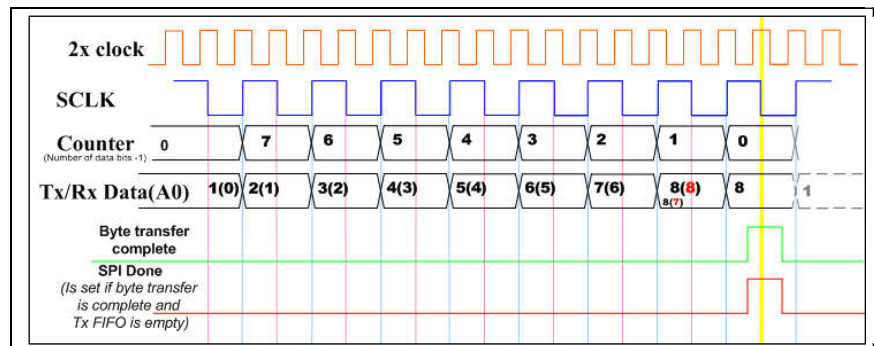 2x clock
SCLK
Counter 0 7 6 5 4 3 2 1 0
(Number of data bits -1)
Tx/Rx Data(A0) 1(0) 2(1) 3(2) 4(3) 5(4) 6(5) 7(6) 8(8) 8 1
8(7)
Byte transfer
complete
SPI Done
(Is set if byte transfer
is complete and
Tx FIFO is empty)